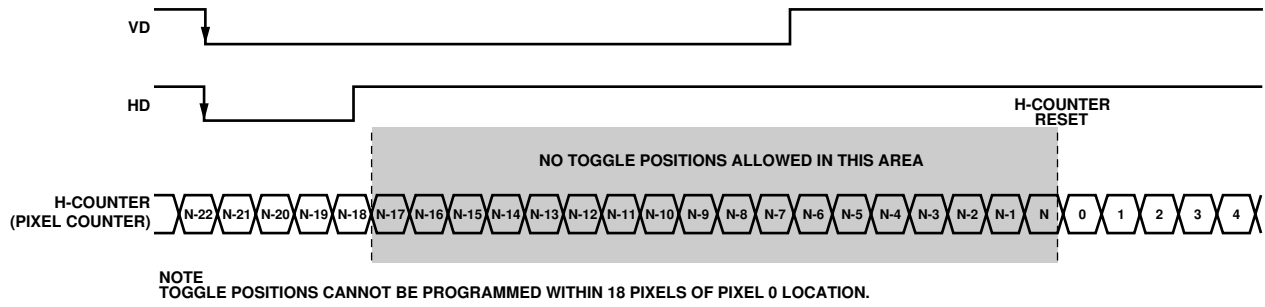 VD
HD
H-COUNTER
RESET
NO TOGGLE POSITIONS ALLOWED IN THIS AREA
H-COUNTER
(PIXEL COUNTER)
N-22 N-21 N-20 N-19 N-18 N-17 N-16 N-15 N-14 N-13 N-12 N-11 N-10 N-9 N-8 N-7 N-6 N-5 N-4 N-3 N-2 N-1 N 0 1 2 3 4
NOTE
TOGGLE POSITIONS CANNOT BE PROGRAMMED WITHIN 18 PIXELS OF PIXEL 0 LOCATION.